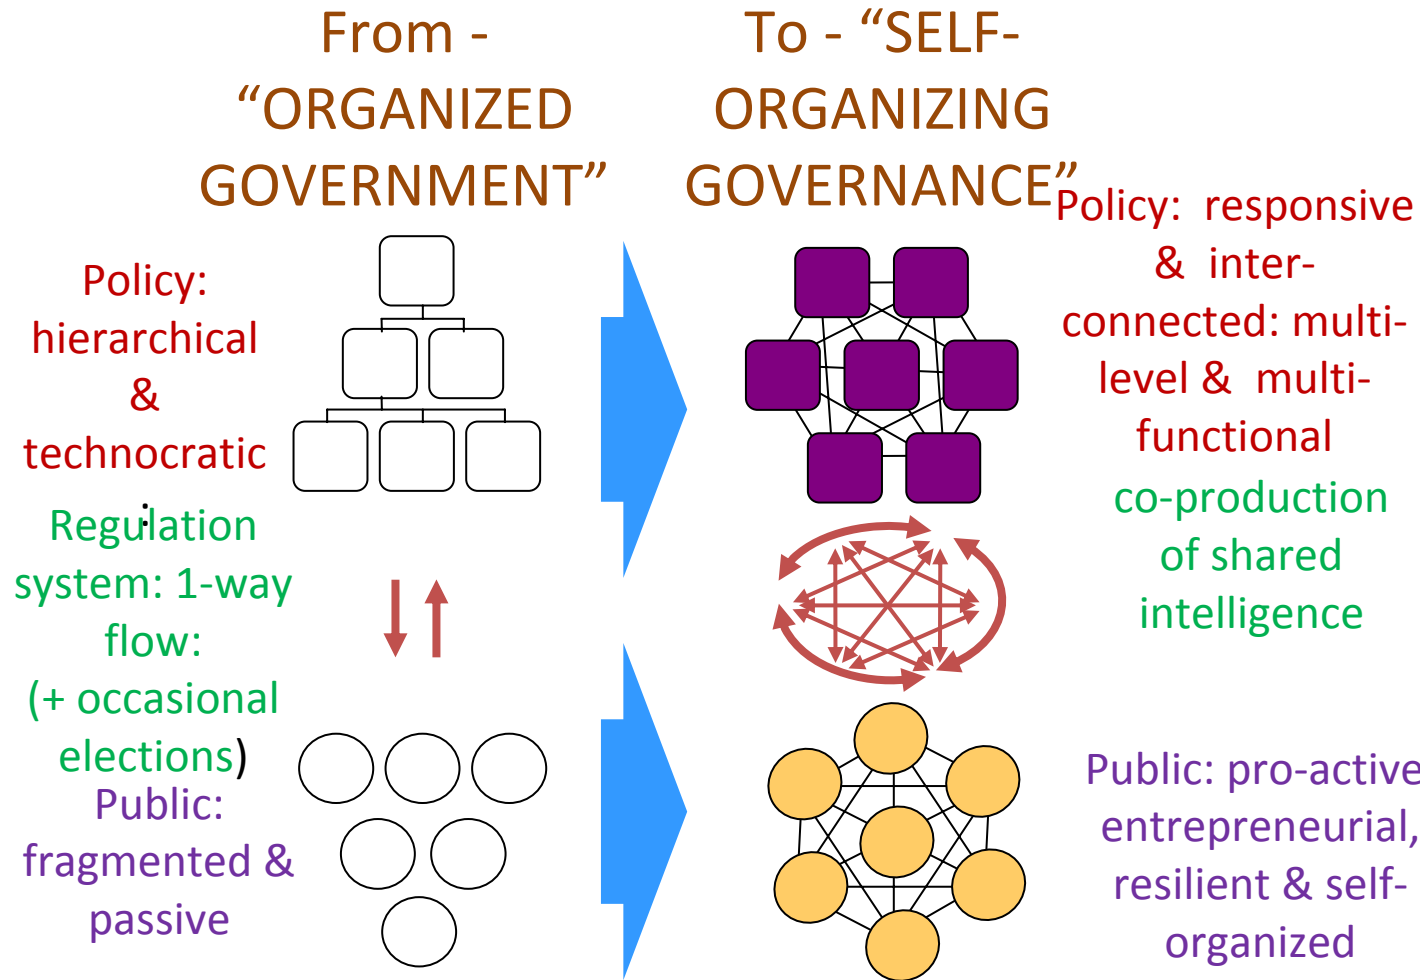 From -
“ORGANIZED
GOVERNMENT”
To - “SELF-
ORGANIZING
GOVERNANCE”
Policy:
hierarchical
&
technocratic
:
Regulation
system: 1-way
flow:
(+ occasional
elections)
Public:
fragmented &
passive
Policy: responsive
& inter-
connected: multi-
level & multi-
functional
co-production
of shared
intelligence
Public: pro-active
entrepreneurial,
resilient & self-
organized